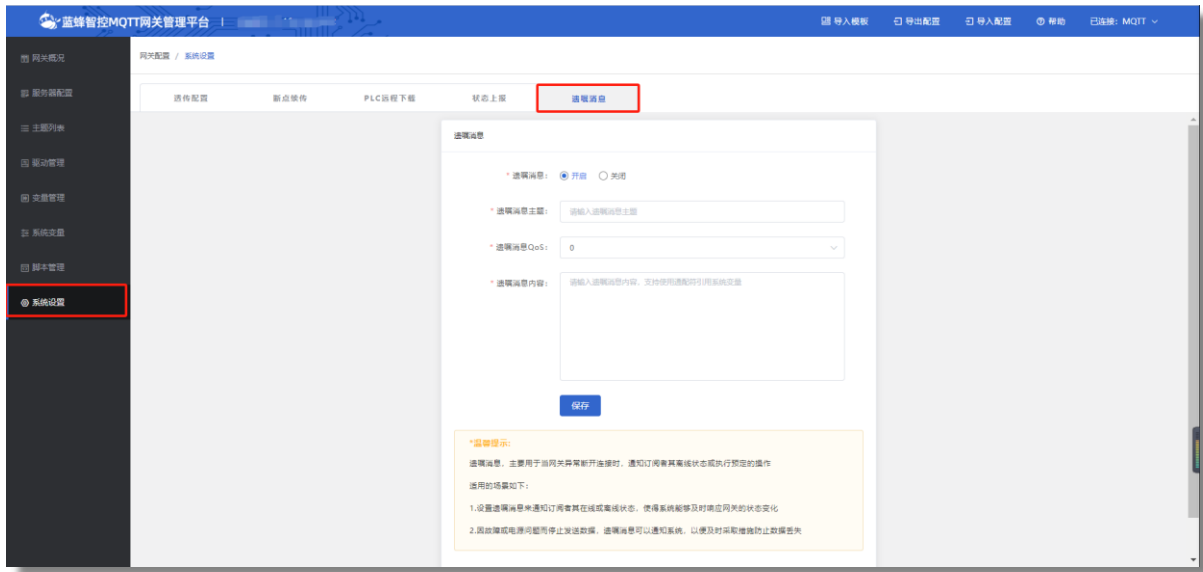 蓝蜂智控MQTT网关管理平台 |
导入模板 导出配置 导入配置 帮助 已连接：MQTT
网关概况
服务器配置
主题列表
驱动管理
变量管理
系统变量
脚本管理
系统设置
网关配置 / 系统设置
透传配置 断点续传 PLC远程下载 状态上报 遗嘱消息
遗嘱消息
* 遗嘱消息： 开启 关闭
* 遗嘱消息主题： 请输入遗嘱消息主题
* 遗嘱消息QoS： 0
* 遗嘱消息内容： 请输入遗嘱消息内容，支持使用通配符引用系统变量
保存
*温馨提示：
遗嘱消息，主要用于当网关异常断开连接时，通知订阅者其离线状态或执行预定的操作
适用的场景如下：
1.设置遗嘱消息来通知订阅者其在线或离线状态，使得系统能够及时响应网关的状态变化
2.因故障或电源问题而停止发送数据，遗嘱消息可以通知系统，以便及时采取措施防止数据丢失